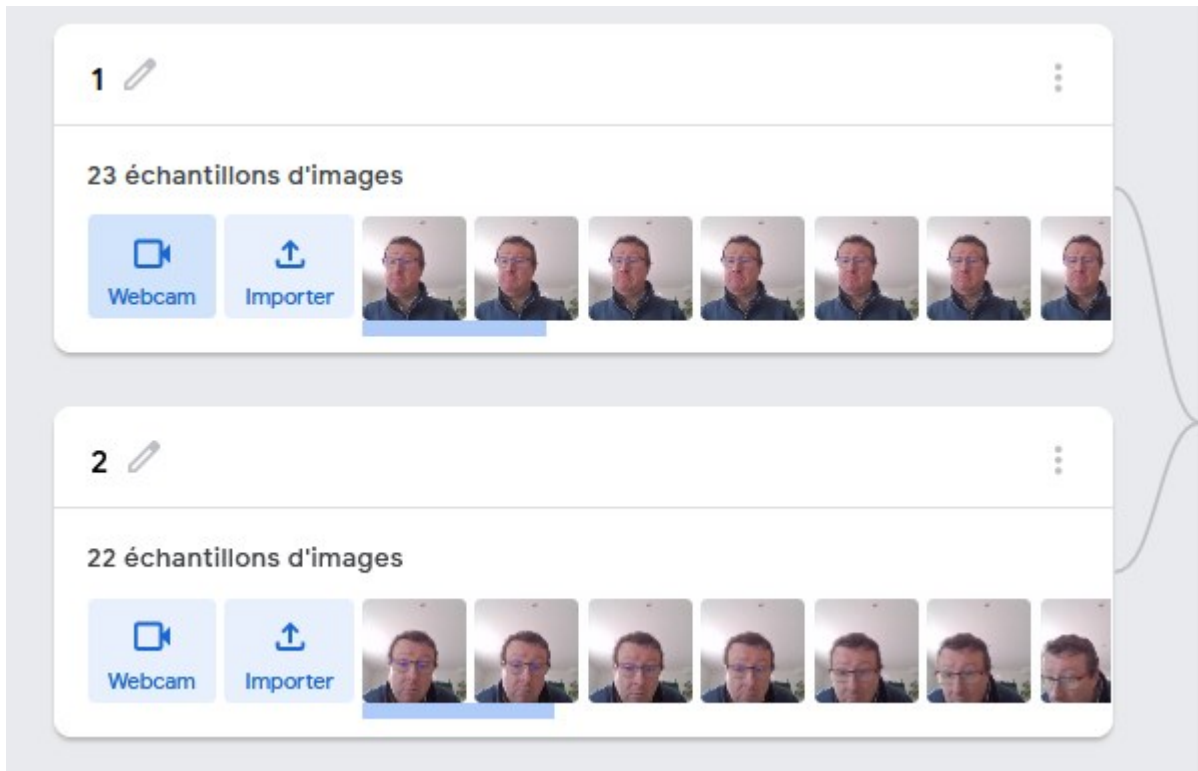 1
23 échantillons d'images
Webcam Importer
2
22 échantillons d'images
Webcam Importer